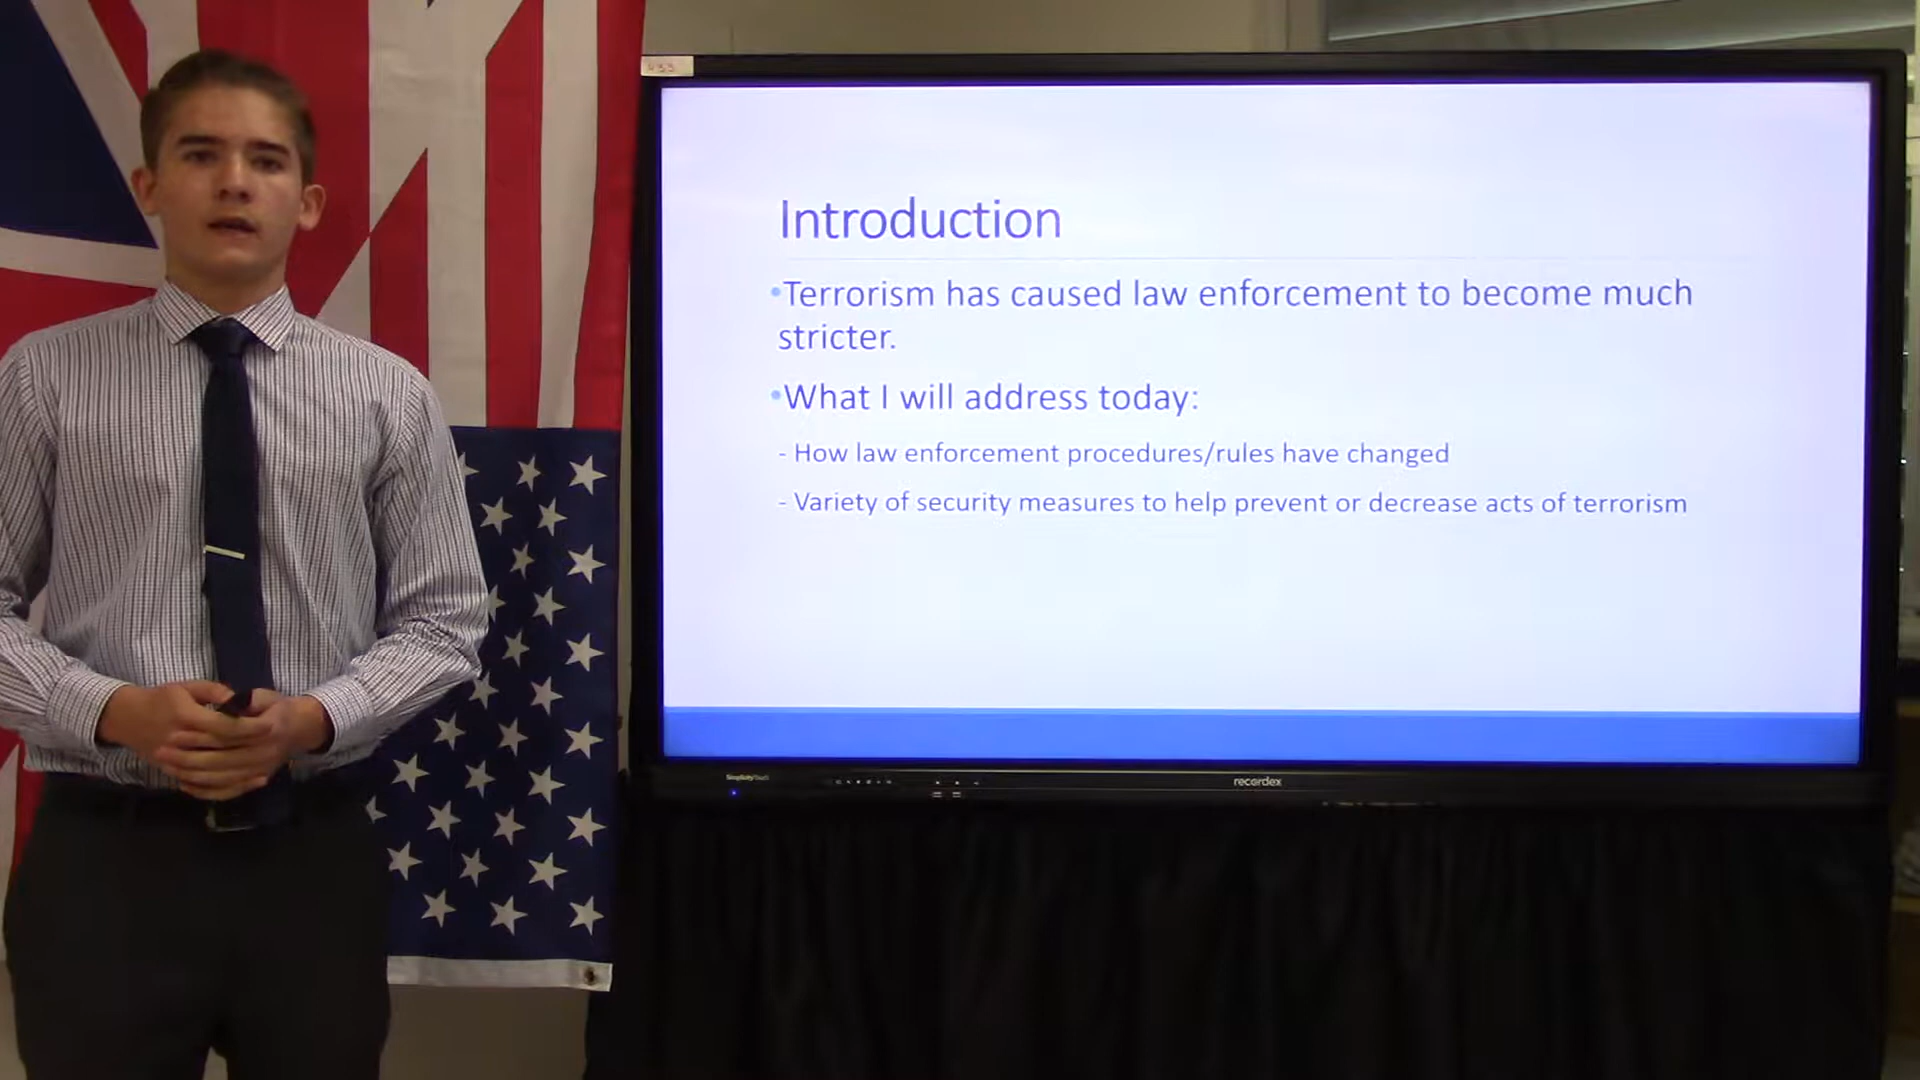 Introduction
•Terrorism has caused law enforcement to become much
stricter.
•What I will address today:
- How law enforcement procedures/rules have changed
- Variety of security measures to help prevent or decrease acts of terrorism
SimplicityTouch
recordex